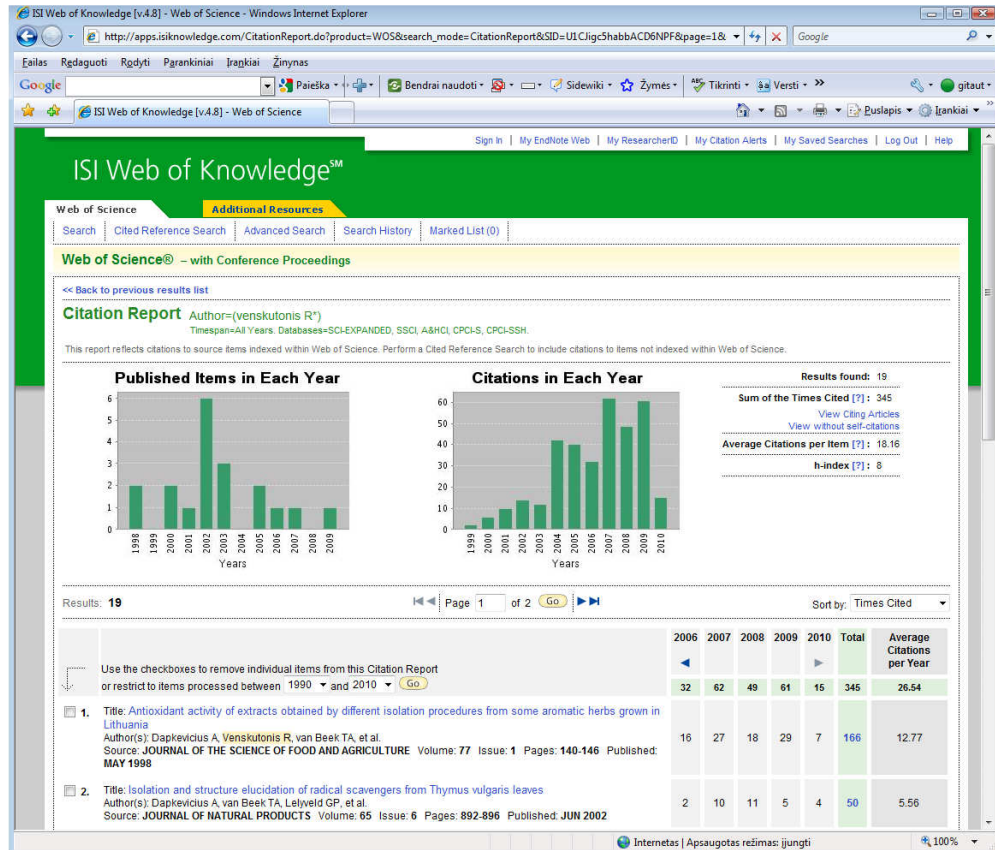 ISI Web of Knowledge [v.4.8] - Web of Science - Windows Internet Explorer
http://apps.isiknowledge.com/CitationReport.do?product=WOS&search_mode=CitationReport&SID=U1CJigc5habbACD6NPF&page=1& Google
Failas Redaguoti Rodyti Parankiniai Įrankiai Žinynas
Google Paieška Bendrai naudoti Sidewiki Žymės Tikrinti Versti » gitaut
ISI Web of Knowledge [v.4.8] - Web of Science Puslapis Įrankiai »
Sign In | My EndNote Web | My ResearcherID | My Citation Alerts | My Saved Searches | Log Out | Help
ISI Web of Knowledge℠
Web of Science Additional Resources
Search Cited Reference Search Advanced Search Search History Marked List (0)
Web of Science® – with Conference Proceedings
<< Back to previous results list
Citation Report Author=(venskutonis R*)
Timespan=All Years. Databases=SCI-EXPANDED, SSCI, A&HCI, CPCI-S, CPCI-SSH.
This report reflects citations to source items indexed within Web of Science. Perform a Cited Reference Search to include citations to items not indexed within Web of Science.
Published Items in Each Year
6
5
4
3
2
1
0
1998 1999 2000 2001 2002 2003 2004 2005 2006 2007 2008 2009
Years
Citations in Each Year
60
50
40
30
20
10
0
1999 2000 2001 2002 2003 2004 2005 2006 2007 2008 2009 2010
Years
Results found: 19
Sum of the Times Cited [?] : 345
View Citing Articles
View without self-citations
Average Citations per Item [?] : 18.16
h-index [?] : 8
Results: 19 Page 1 of 2 Go Sort by: Times Cited
2006 2007 2008 2009 2010 Total Average Citations per Year
Use the checkboxes to remove individual items from this Citation Report
or restrict to items processed between 1990 and 2010 Go
32 62 49 61 15 345 26.54
1. Title: Antioxidant activity of extracts obtained by different isolation procedures from some aromatic herbs grown in
Lithuania
Author(s): Dapkevicius A, Venskutonis R, van Beek TA, et al.
Source: JOURNAL OF THE SCIENCE OF FOOD AND AGRICULTURE Volume: 77 Issue: 1 Pages: 140-146 Published:
MAY 1998
16 27 18 29 7 166 12.77
2. Title: Isolation and structure elucidation of radical scavengers from Thymus vulgaris leaves
Author(s): Dapkevicius A, van Beek TA, Lelyveld GP, et al.
Source: JOURNAL OF NATURAL PRODUCTS Volume: 65 Issue: 6 Pages: 892-896 Published: JUN 2002
2 10 11 5 4 50 5.56
Internetas | Apsaugotas režimas: įjungti 100%